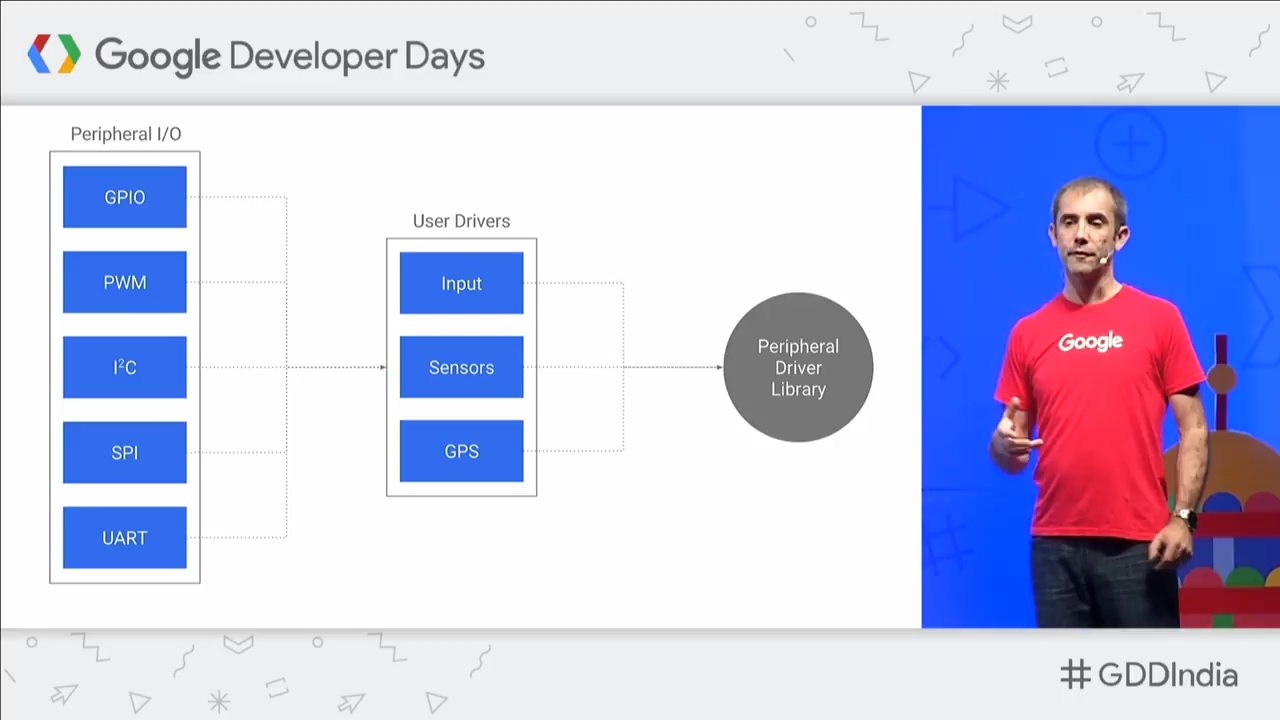 Google Developer Days
Peripheral I/O
GPIO
PWM
I²C
SPI
UART
User Drivers
Input
Sensors
GPS
Peripheral
Driver
Library
Google
#GDDIndia